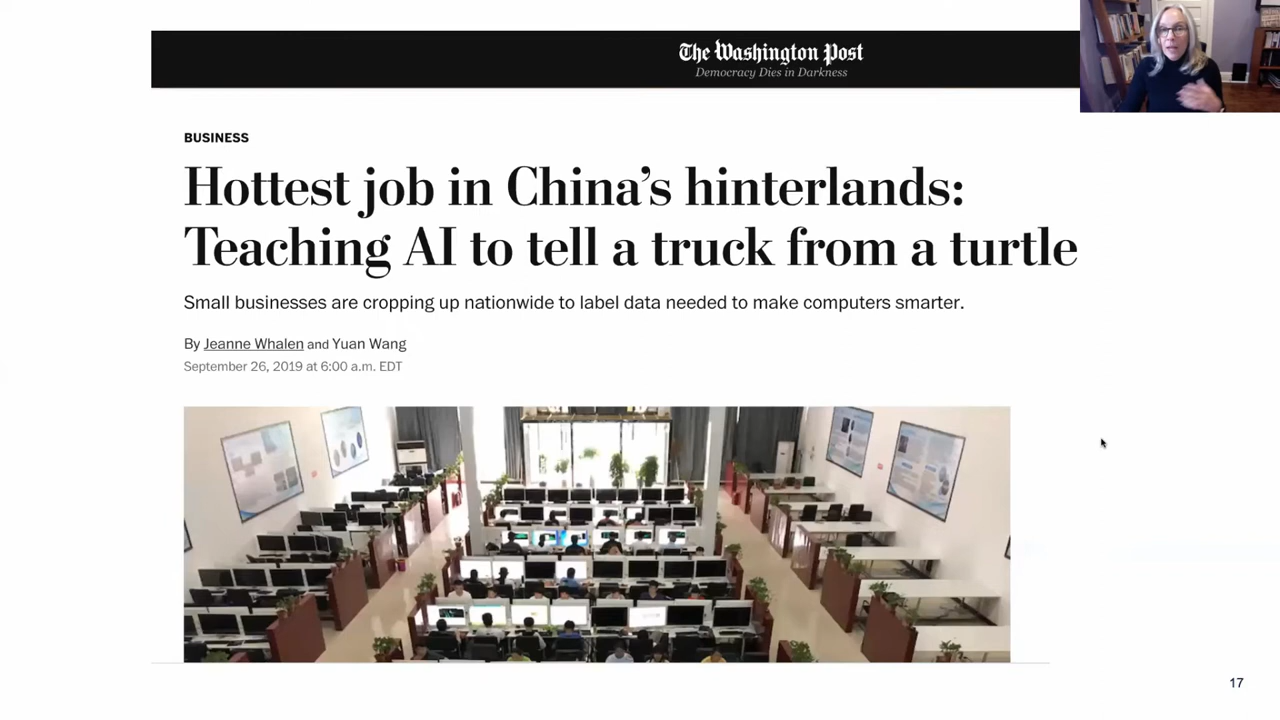 The Washington Post
Democracy Dies in Darkness
BUSINESS
Hottest job in China's hinterlands:
Teaching AI to tell a truck from a turtle
Small businesses are cropping up nationwide to label data needed to make computers smarter.
By Jeanne Whalen and Yuan Wang
September 26, 2019 at 6:00 a.m. EDT
17